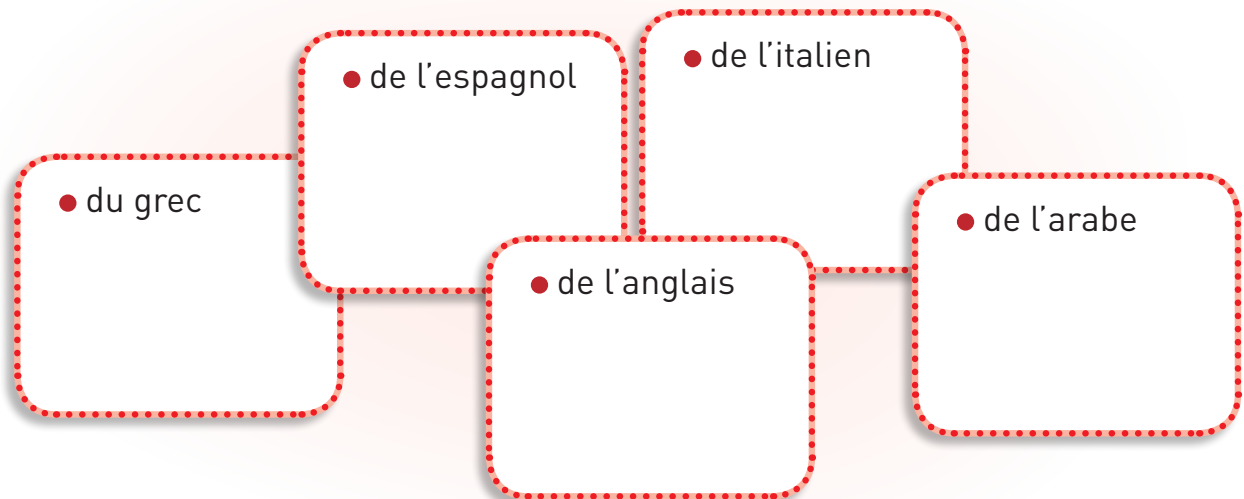 ● du grec
● de l’espagnol
● de l’anglais
● de l’italien
● de l’arabe